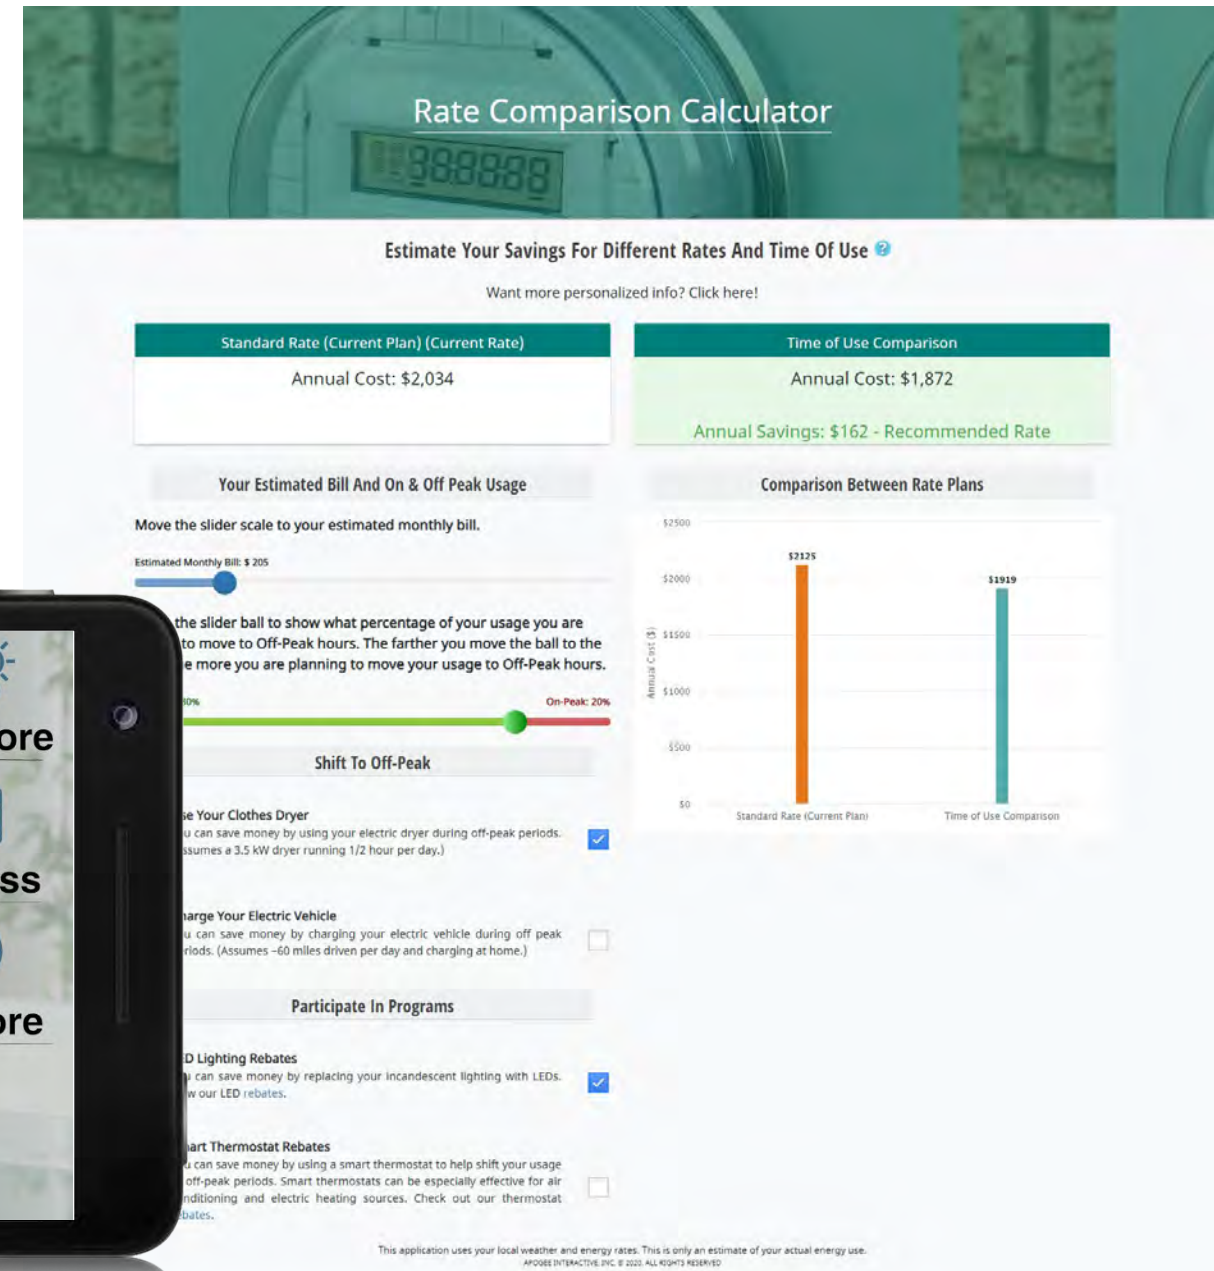 Rate Comparison Calculator
888888
Estimate Your Savings For Different Rates And Time Of Use ?
Want more personalized info? Click here!
Standard Rate (Current Plan) (Current Rate)
Annual Cost: $2,034
Time of Use Comparison
Annual Cost: $1,872
Annual Savings: $162 - Recommended Rate
Your Estimated Bill And On & Off Peak Usage
Move the slider scale to your estimated monthly bill.
Estimated Monthly Bill: $ 205
the slider ball to show what percentage of your usage you are
to move to Off-Peak hours. The farther you move the ball to the
e more you are planning to move your usage to Off-Peak hours.
On-Peak: 20%
Shift To Off-Peak
se Your Clothes Dryer
u can save money by using your electric dryer during off-peak periods.
ssumes a 3.5 kW dryer running 1/2 hour per day.)
harge Your Electric Vehicle
u can save money by charging your electric vehicle during off peak
riods. (Assumes ~60 miles driven per day and charging at home.)
Participate In Programs
D Lighting Rebates
can save money by replacing your incandescent lighting with LEDs.
w our LED rebates.
art Thermostat Rebates
u can save money by using a smart thermostat to help shift your usage
off-peak periods. Smart thermostats can be especially effective for air
nditioning and electric heating sources. Check out our thermostat
bates.
Comparison Between Rate Plans
$2500
$2000
$1500
$1000
$500
$0
Annual Cost ($)
$2125
$1919
Standard Rate (Current Plan)
Time of Use Comparison
ore
ss
ore
This application uses your local weather and energy rates. This is only an estimate of your actual energy use.
APOGEE INTERACTIVE, INC. © 2020, ALL RIGHTS RESERVED